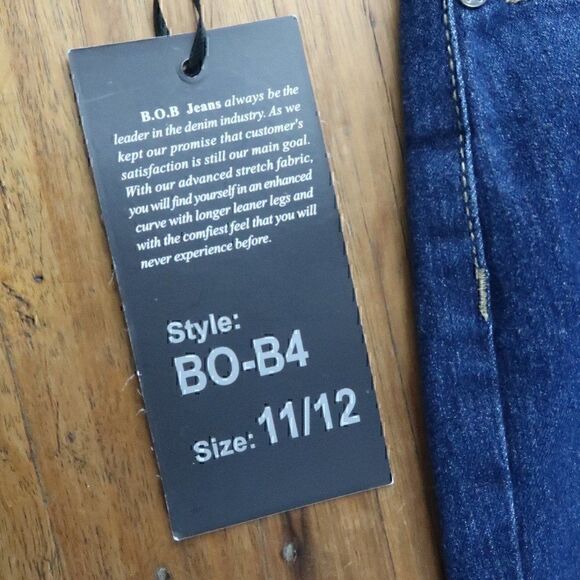 B.O.B Jeans always be the
leader in the denim industry. As we
kept our promise that customer's
satisfaction is still our main goal.
With our advanced stretch fabric,
you will find yourself in an enhanced
curve with longer leaner legs and
with the comfiest feel that you will
never experience before.
Style:
BO-B4
Size: 11/12